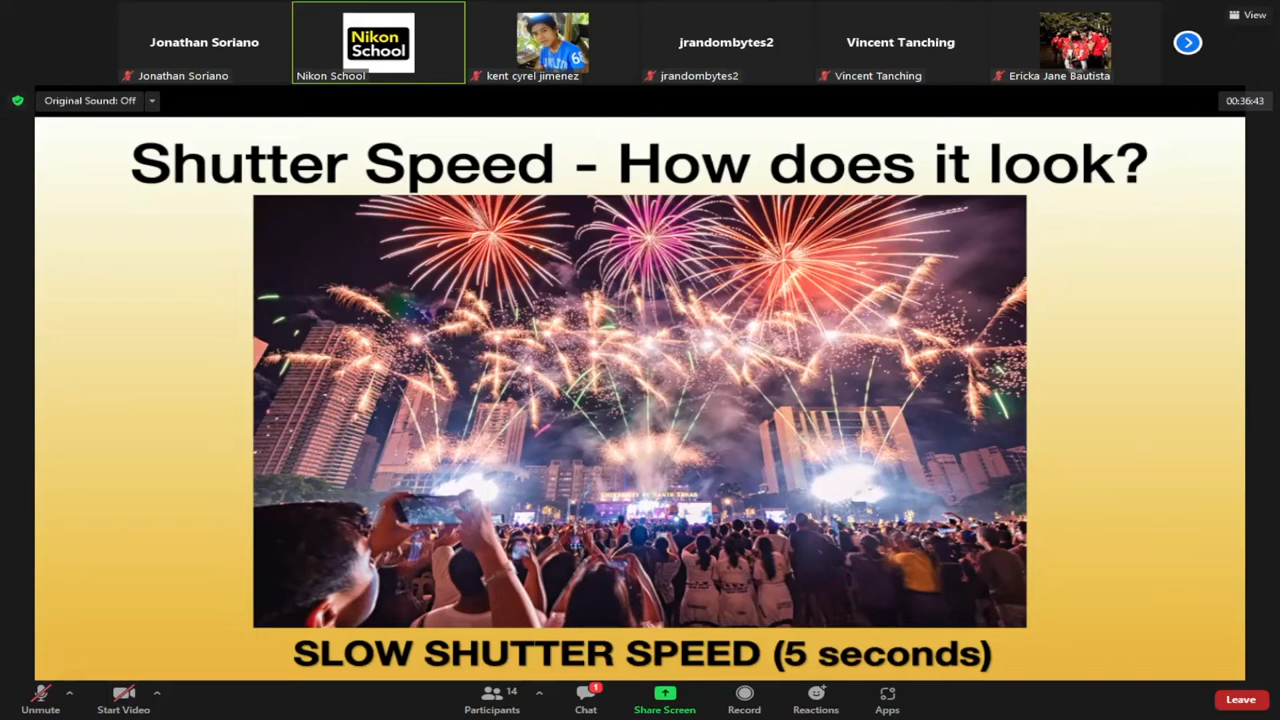 View
Jonathan Soriano
Nikon
School
jrandombytes2
Vincent Tanching
Jonathan Soriano
Nikon School
kent cyrel jimenez
jrandombytes2
Vincent Tanching
Ericka Jane Bautista
Original Sound: Off
00:36:43
Shutter Speed - How does it look?
SLOW SHUTTER SPEED (5 seconds)
Unmute
Start Video
14
Participants
1
Chat
Share Screen
Record
Reactions
Apps
Leave